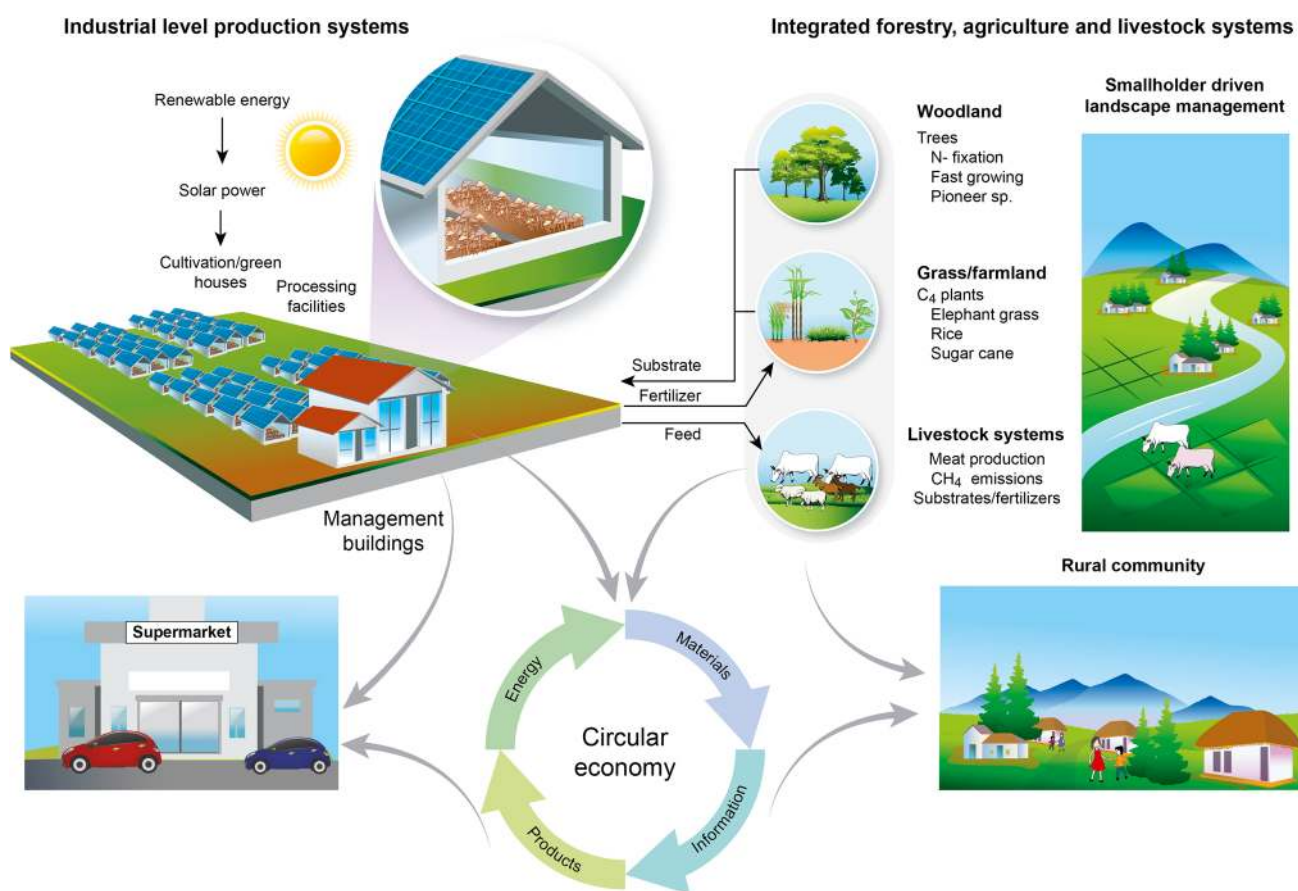 Industrial level production systems
Renewable energy
Solar power
Cultivation/green
houses
Processing
facilities
Management
buildings
Substrate
Fertilizer
Feed
Integrated forestry, agriculture and livestock systems
Woodland
Trees
N- fixation
Fast growing
Pioneer sp.
Grass/farmland
C₄ plants
Elephant grass
Rice
Sugar cane
Livestock systems
Meat production
CH₄ emissions
Substrates/fertilizers
Smallholder driven
landscape management
Supermarket
Energy
Materials
Information
Products
Circular
economy
Rural community